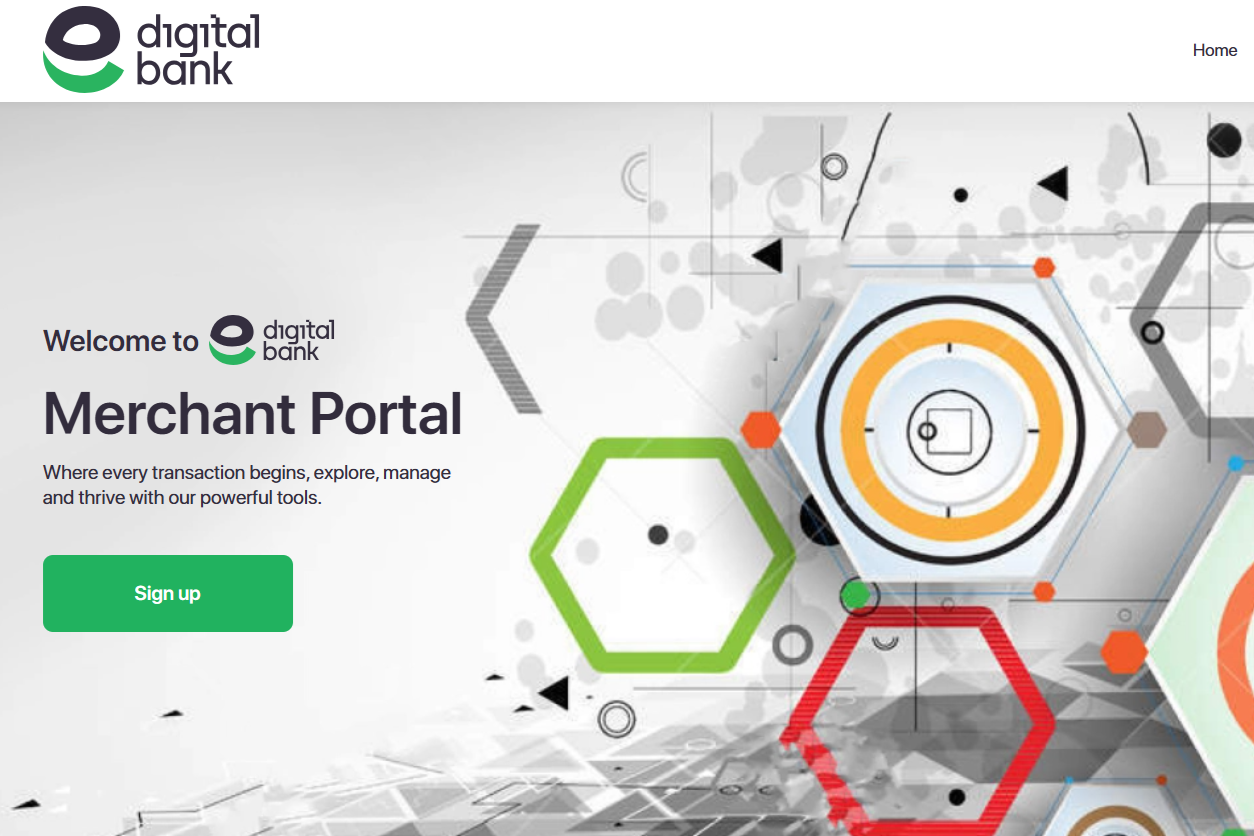 digital
bank
Home
Welcome to digital
bank
Merchant Portal
Where every transaction begins, explore, manage
and thrive with our powerful tools.
Sign up